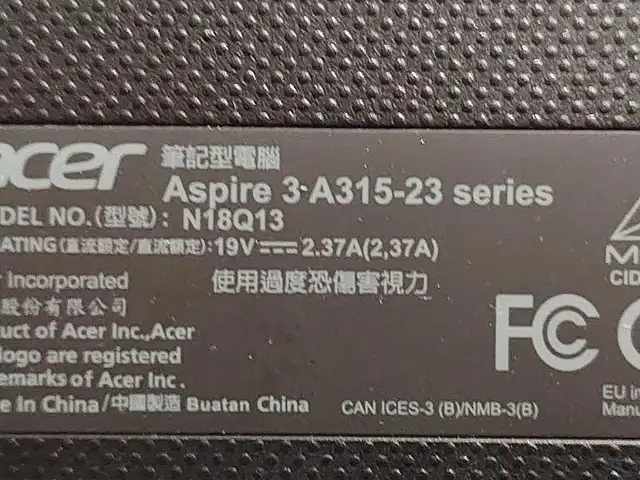 acer 筆記型電腦
Aspire 3 A315-23 series
DEL NO.(型號): N18Q13
ATING(直流額定/直流額定):19V 2.37A(2,37A)
r Incorporated 使用過度恐傷害視力
股份有限公司
uct of Acer Inc.,Acer
logo are registered
emarks of Acer Inc.
e In China/中國製造 Buatan China
CAN ICES-3 (B)/NMB-3(B)
FC
M
CID
EU i
Manu